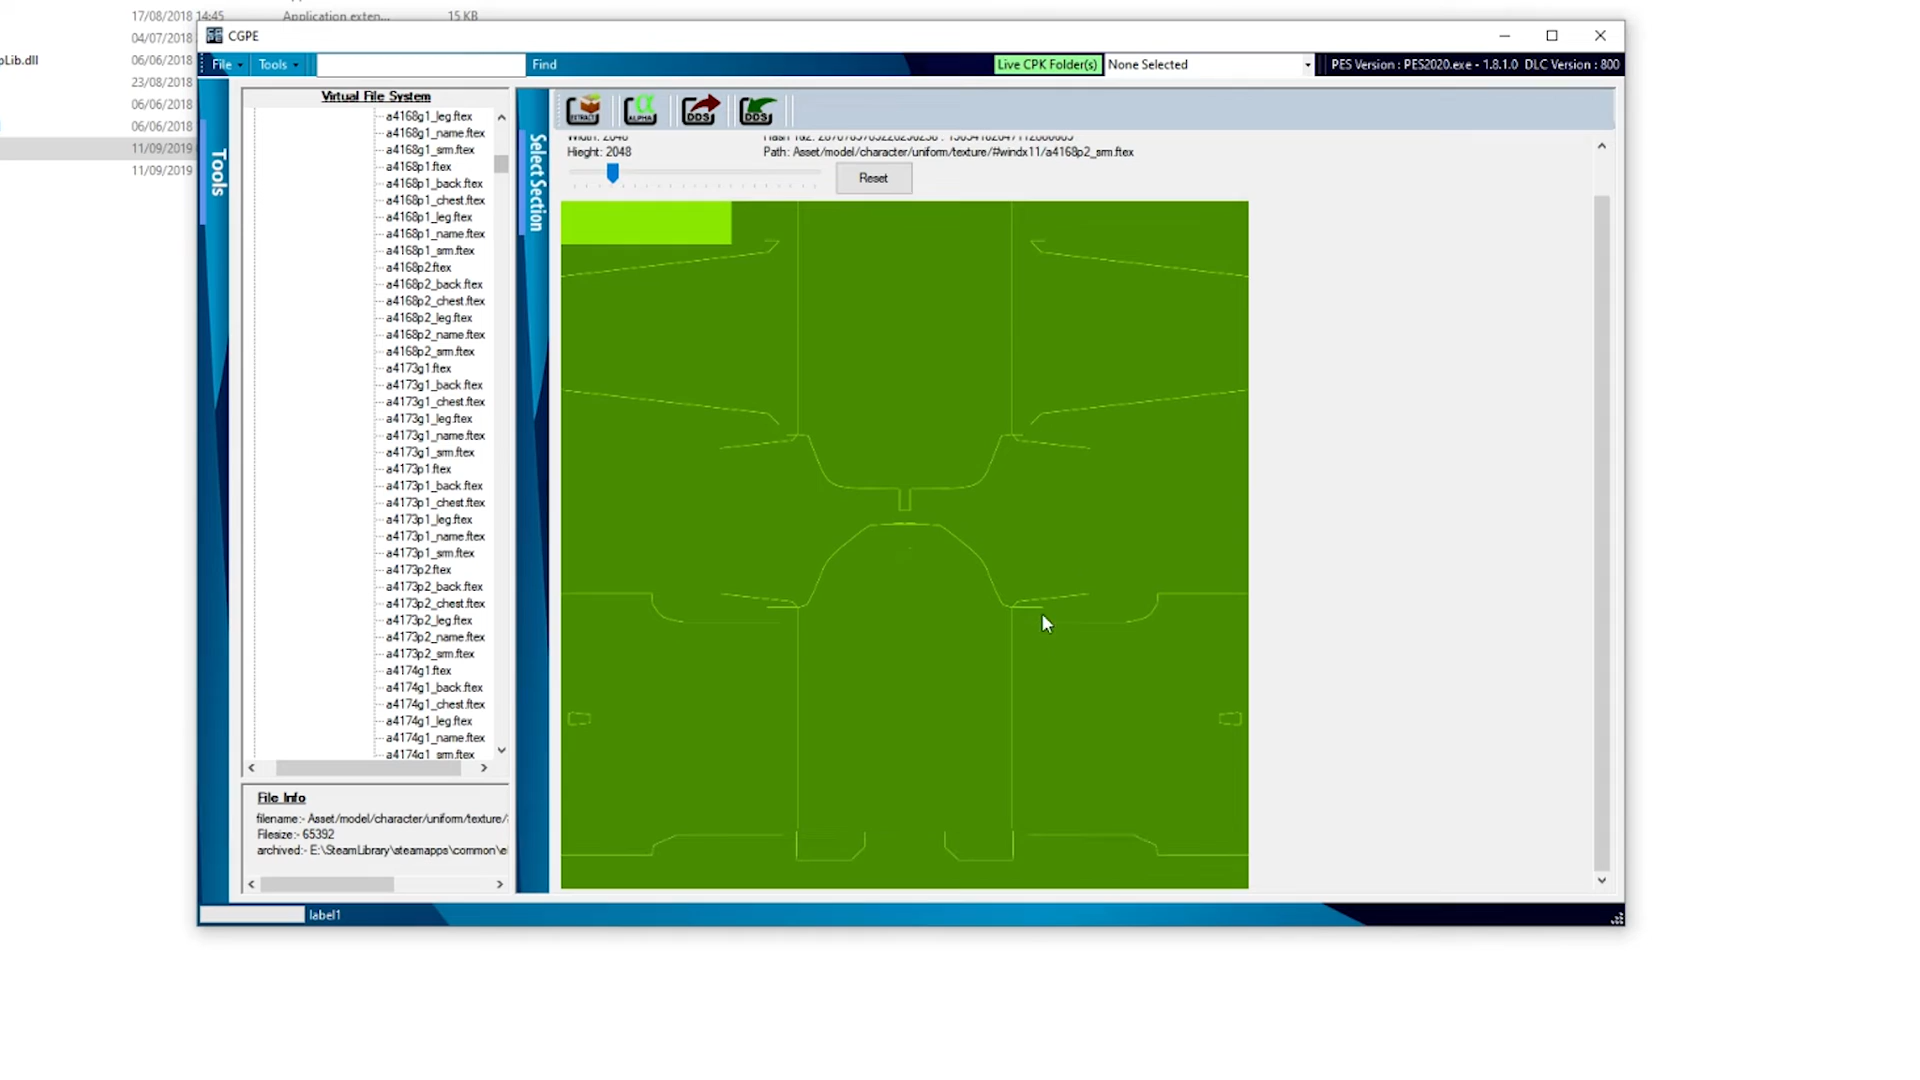 17/08/2018 14:45 Application exten... 15 KB
04/07/2018
pLib.dll 06/06/2018
23/08/2018
06/06/2018
06/06/2018
11/09/2019
11/09/2019
CGPE
File Tools Find Live CPK Folder(s) None Selected PES Version : PES2020.exe - 1.8.1.0 DLC Version : 800
Tools
Virtual File System
a4168g1_leg.ftex
a4168g1_name.ftex
a4168g1_srm.ftex
a4168p1.ftex
a4168p1_back.ftex
a4168p1_chest.ftex
a4168p1_leg.ftex
a4168p1_name.ftex
a4168p1_srm.ftex
a4168p2.ftex
a4168p2_back.ftex
a4168p2_chest.ftex
a4168p2_leg.ftex
a4168p2_name.ftex
a4168p2_srm.ftex
a4173g1.ftex
a4173g1_back.ftex
a4173g1_chest.ftex
a4173g1_leg.ftex
a4173g1_name.ftex
a4173g1_srm.ftex
a4173p1.ftex
a4173p1_back.ftex
a4173p1_chest.ftex
a4173p1_leg.ftex
a4173p1_name.ftex
a4173p1_srm.ftex
a4173p2.ftex
a4173p2_back.ftex
a4173p2_chest.ftex
a4173p2_leg.ftex
a4173p2_name.ftex
a4173p2_srm.ftex
a4174g1.ftex
a4174g1_back.ftex
a4174g1_chest.ftex
a4174g1_leg.ftex
a4174g1_name.ftex
a4174g1_srm.ftex
File Info
filename:- Asset/model/character/uniform/texture/
Filesize:- 65392
archived:- E:\SteamLibrary\steamapps\common\e
Select Section
EXTRACT ALPHA DDS DDS
Width: 2048
Hieght: 2048 Path: Asset/model/character/uniform/texture/#windx11/a4168p2_srm.ftex
Reset
label1